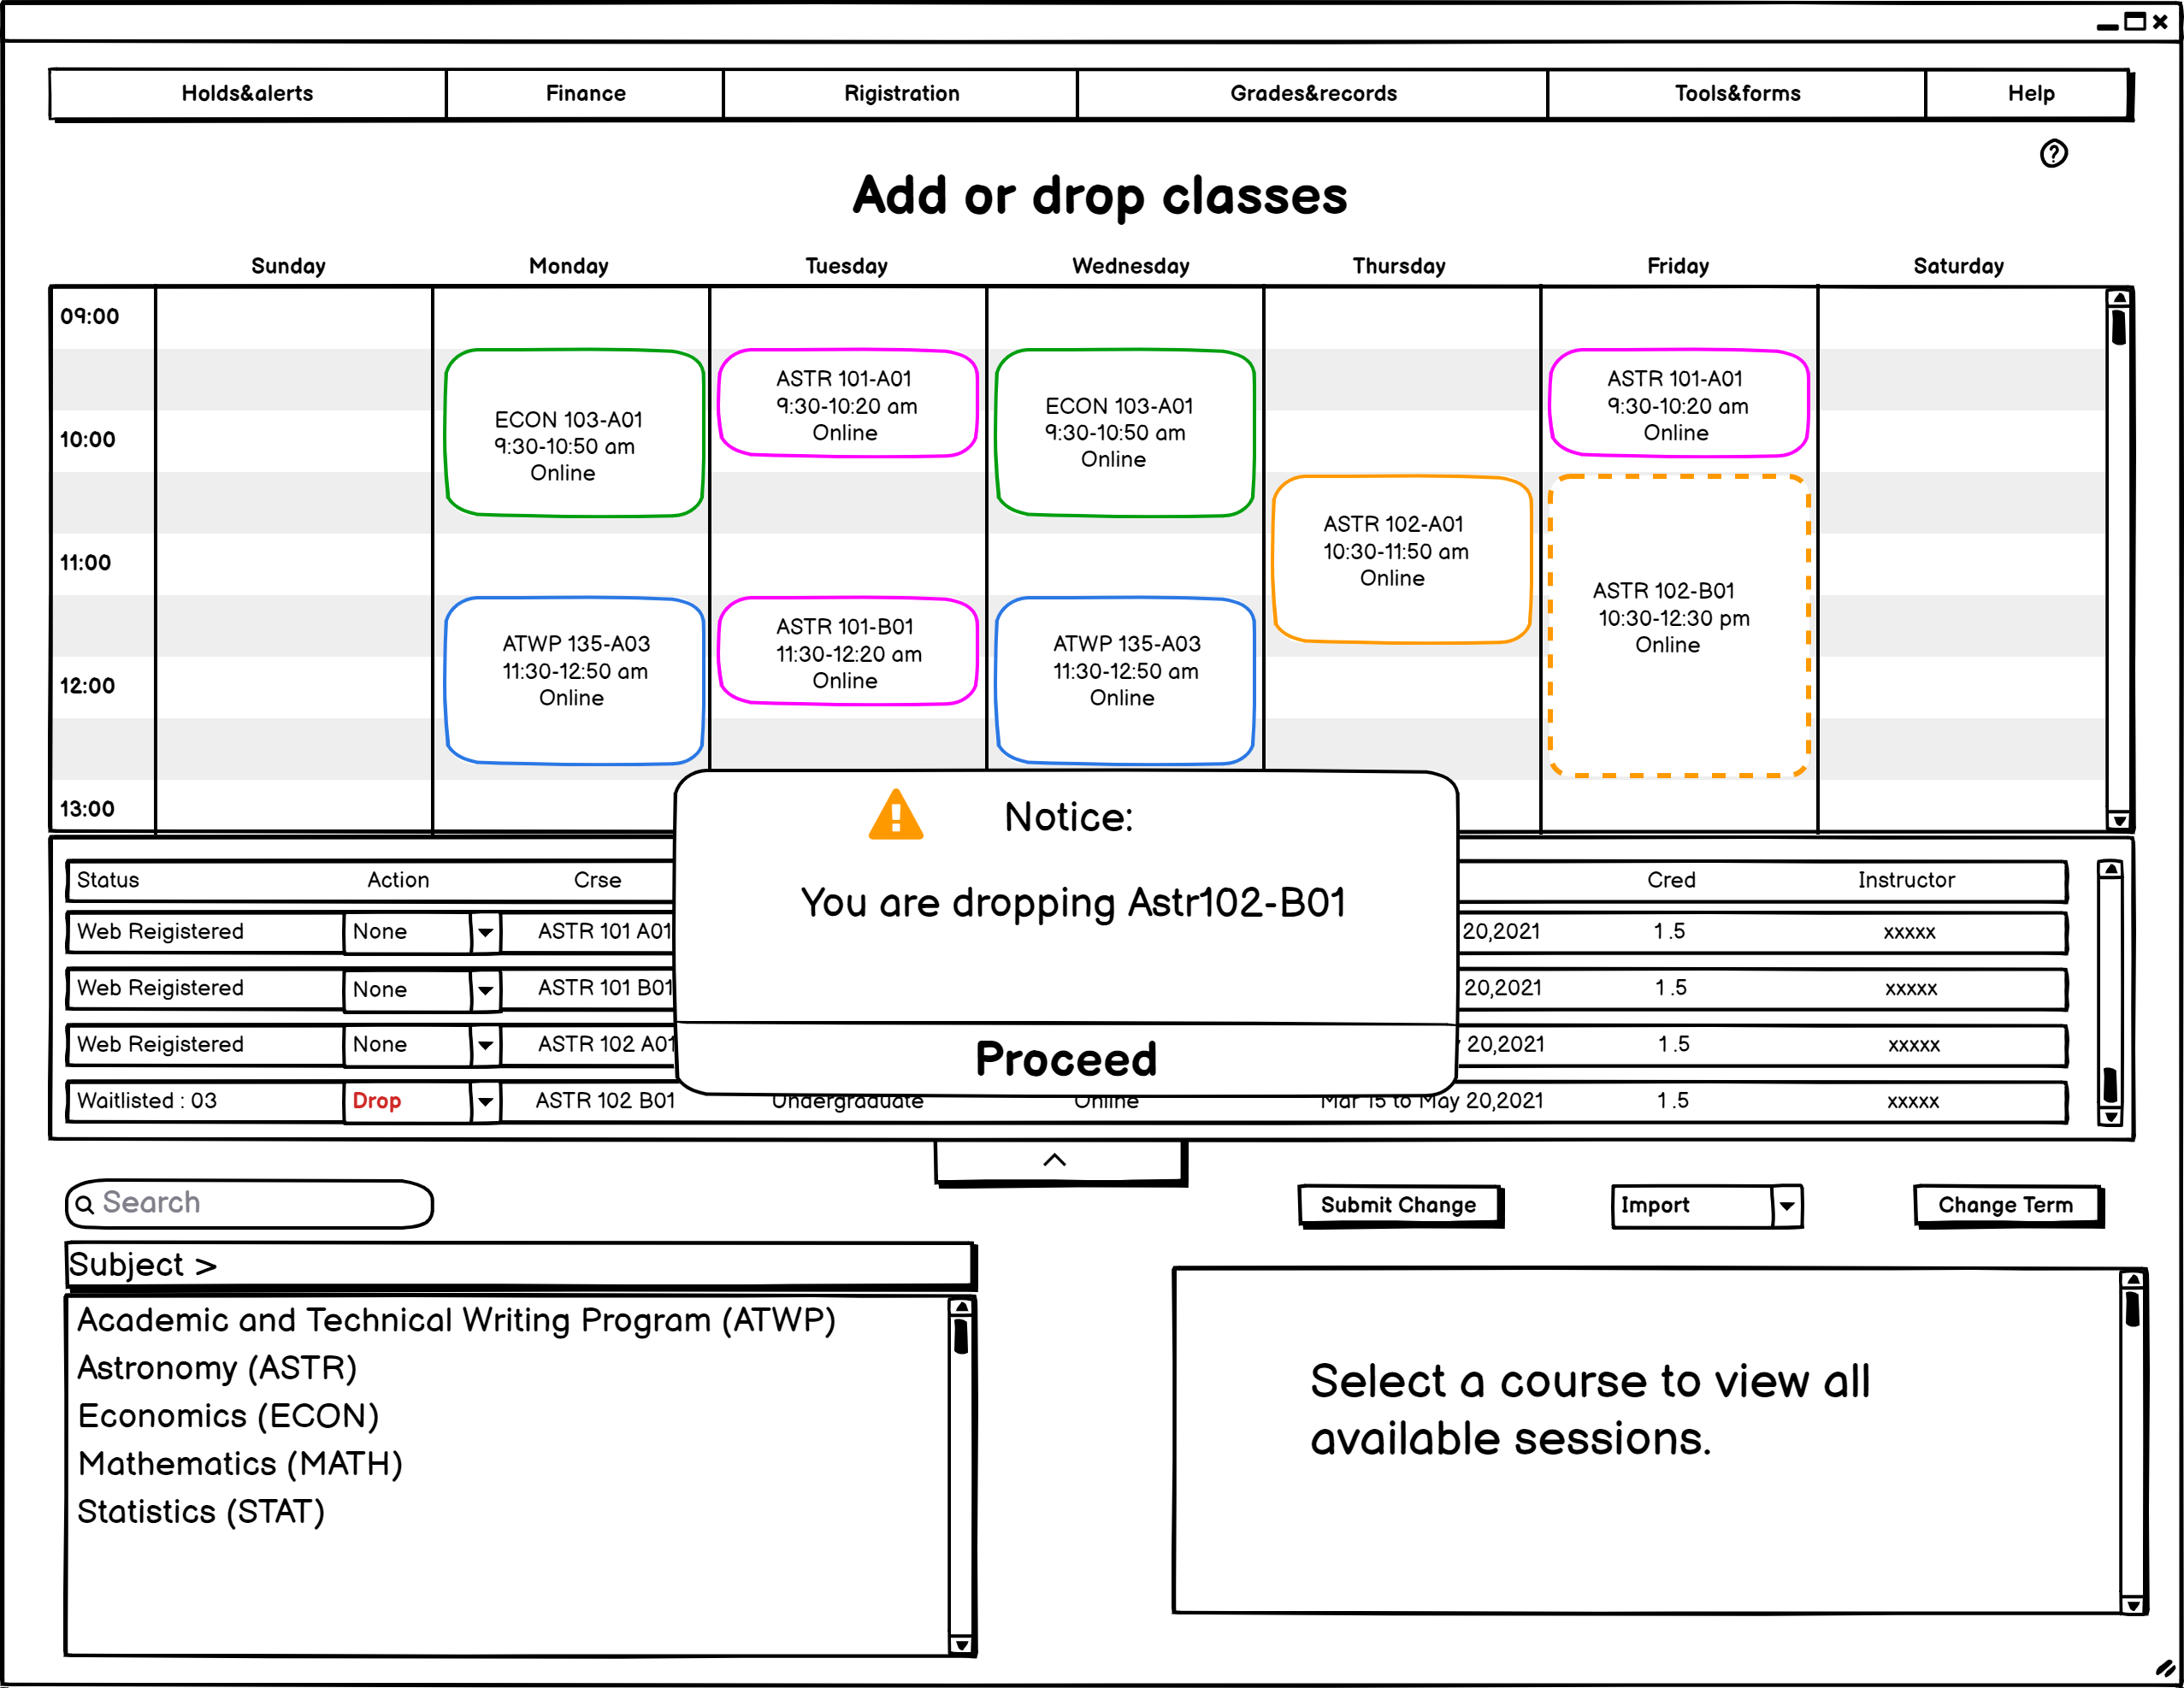 Holds&alerts
Finance
Rigistration
Grades&records
Tools&forms
Help
?
Add or drop classes
Sunday
Monday
Tuesday
Wednesday
Thursday
Friday
Saturday
09:00
10:00
11:00
12:00
13:00
ECON 103-A01
9:30-10:50 am
Online
ATWP 135-A03
11:30-12:50 am
Online
ASTR 101-A01
9:30-10:20 am
Online
ASTR 101-B01
11:30-12:20 am
Online
ECON 103-A01
9:30-10:50 am
Online
ATWP 135-A03
11:30-12:50 am
Online
ASTR 102-A01
10:30-11:50 am
Online
ASTR 101-A01
9:30-10:20 am
Online
ASTR 102-B01
10:30-12:30 pm
Online
Notice:
You are dropping Astr102-B01
Proceed
Status Action Crse Cred Instructor
Web Reigistered None ASTR 101 A01 20,2021 1 .5 xxxxx
Web Reigistered None ASTR 101 B01 20,2021 1 .5 xxxxx
Web Reigistered None ASTR 102 A01 20,2021 1 .5 xxxxx
Waitlisted : 03 Drop ASTR 102 B01 Undergraduate Online Mar 15 to May 20,2021 1 .5 xxxxx
Search
Submit Change
Import
Change Term
Subject >
Academic and Technical Writing Program (ATWP)
Astronomy (ASTR)
Economics (ECON)
Mathematics (MATH)
Statistics (STAT)
Select a course to view all
available sessions.